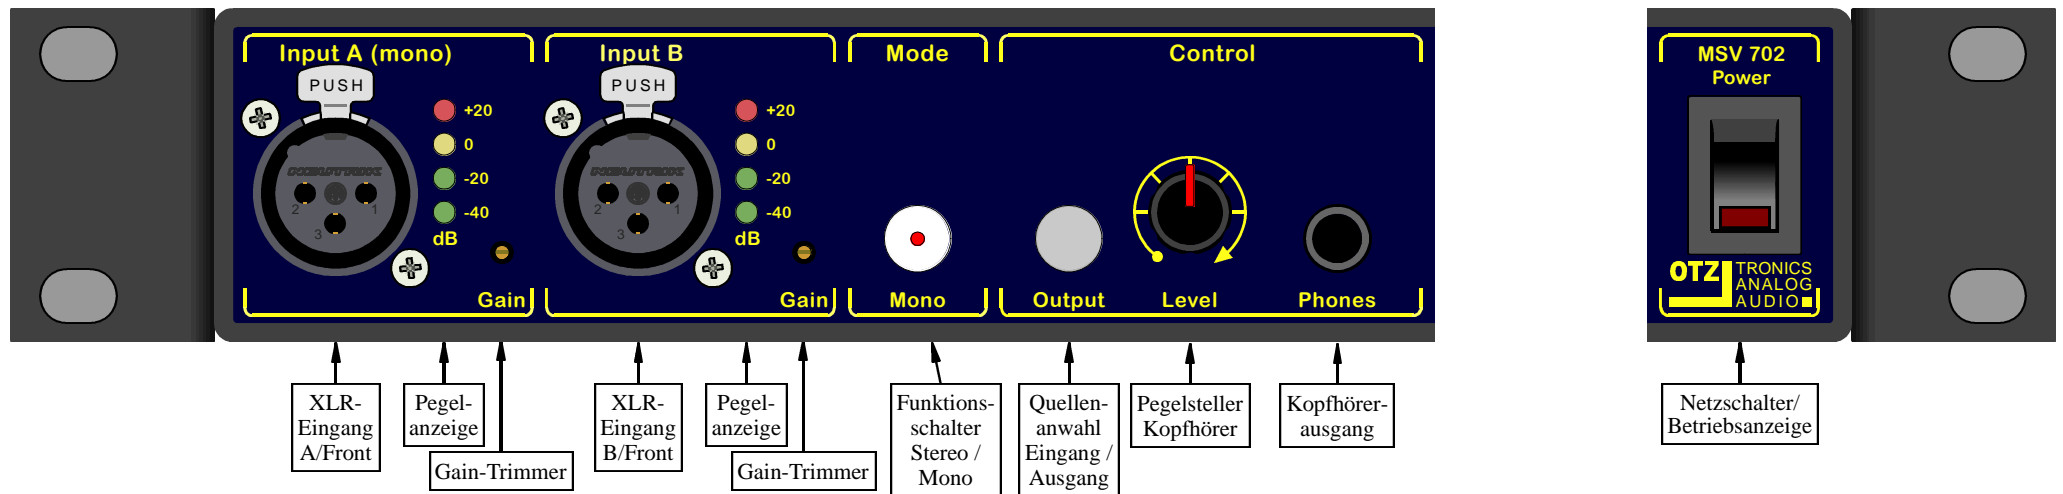 Input A (mono)
Input B
Mode
Control
MSV 702
Power
PUSH
PUSH
NEUTRIK
NEUTRIK
2 1
3
2 1
3
+20
0
-20
-40
dB
+20
0
-20
-40
dB
Gain
Gain
Mono
Output
Level
Phones
OTZ
TRONICS
ANALOG
AUDIO
XLR-
Eingang
A/Front
Pegel-
anzeige
Gain-Trimmer
XLR-
Eingang
B/Front
Pegel-
anzeige
Gain-Trimmer
Funktions-
schalter
Stereo /
Mono
Quellen-
anwahl
Eingang /
Ausgang
Pegelsteller
Kopfhörer
Kopfhörer-
ausgang
Netzschalter/
Betriebsanzeige